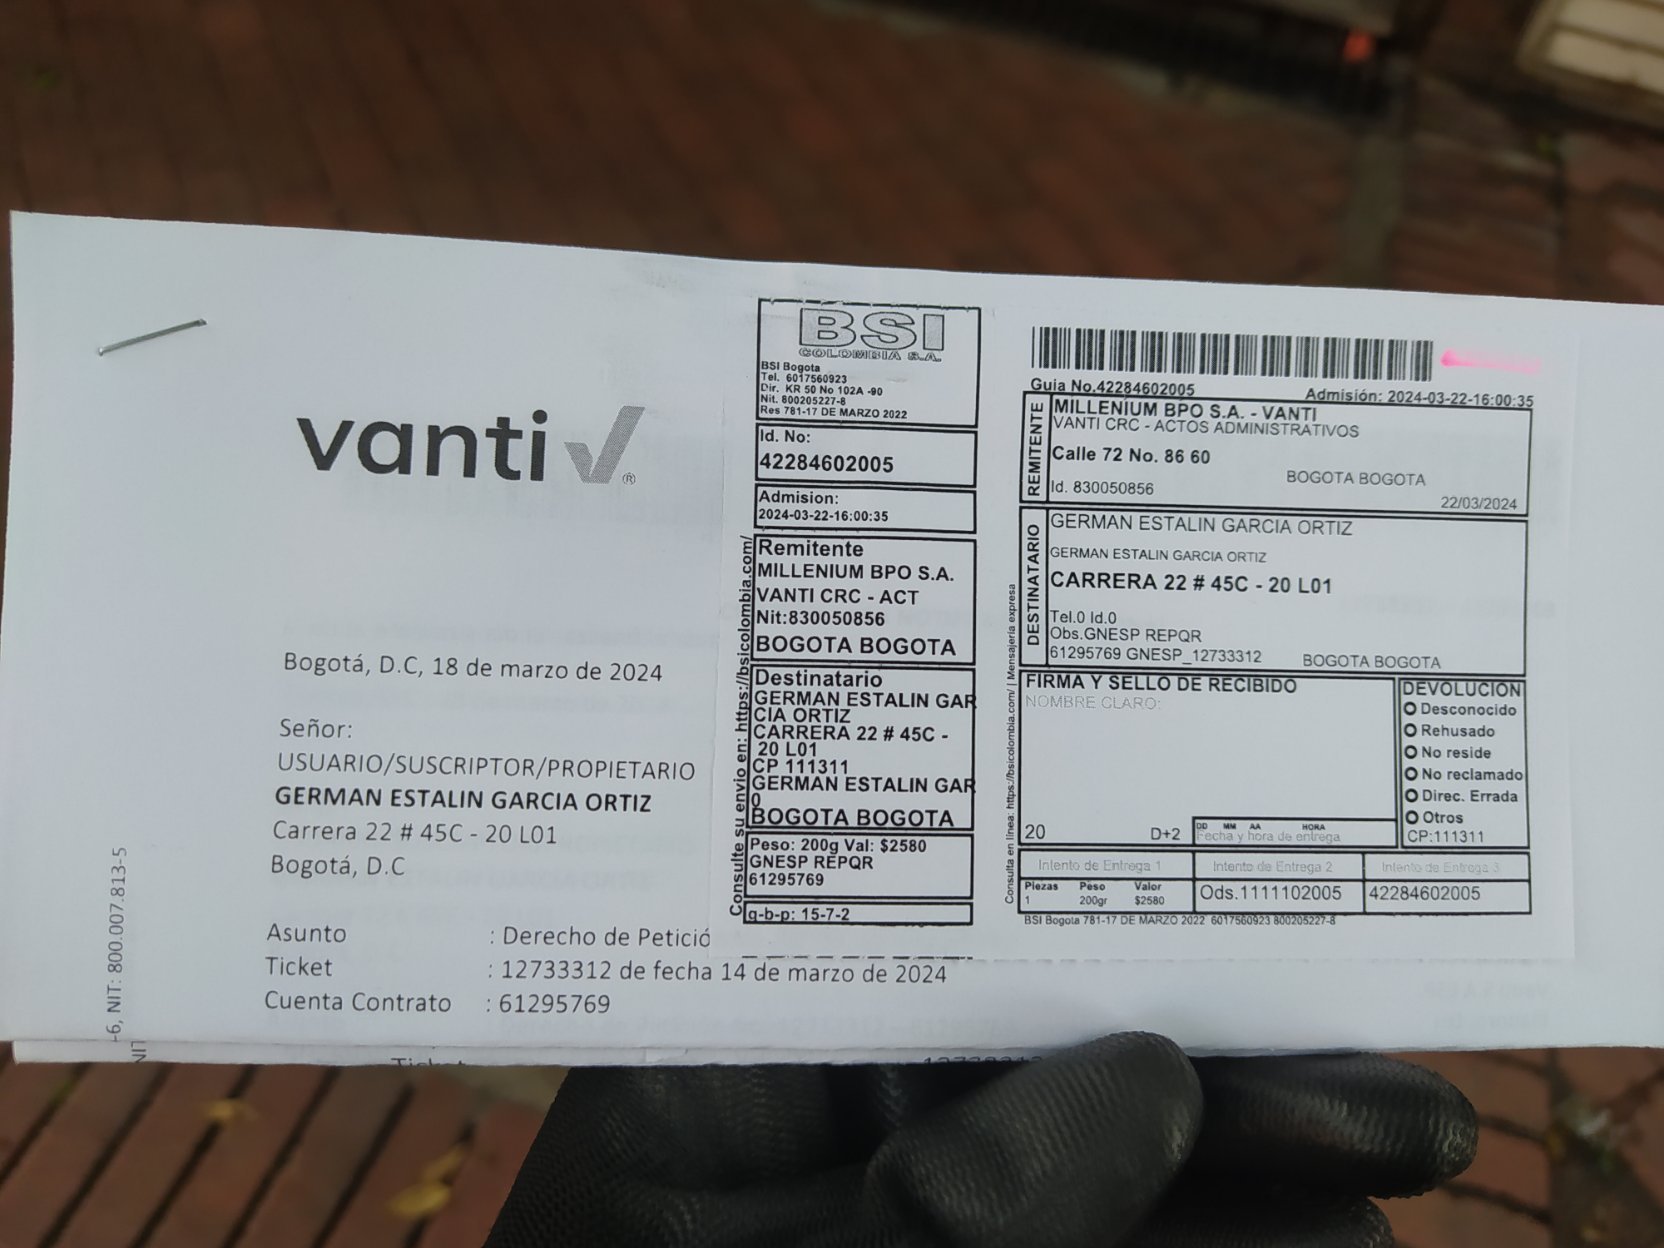 vanti
®
Bogotá, D.C, 18 de marzo de 2024
Señor:
USUARIO/SUSCRIPTOR/PROPIETARIO
GERMAN ESTALIN GARCIA ORTIZ
Carrera 22 # 45C - 20 L01
Bogotá, D.C
Asunto : Derecho de Petició
Ticket : 12733312 de fecha 14 de marzo de 2024
Cuenta Contrato : 61295769
-6, NIT: 800.007.813-5
Ticket
BSI
COLOMBIA S.A.
BSI Bogota
Tel. 6017560923
Dir. KR 50 No 102A -90
Nit. 800205227-8
Res 781-17 DE MARZO 2022
Id. No:
42284602005
Admision:
2024-03-22-16:00:35
Remitente
MILLENIUM BPO S.A.
VANTI CRC - ACT
Nit:830050856
BOGOTA BOGOTA
Destinatario
GERMAN ESTALIN GAR
CIA ORTIZ
CARRERA 22 # 45C -
20 L01
CP 111311
GERMAN ESTALIN GAR
0
BOGOTA BOGOTA
Peso: 200g Val: $2580
GNESP REPQR
61295769
g-b-p: 15-7-2
Consulte su envio en: https://bsicolombia.com/
Guia No.42284602005 Admisión: 2024-03-22-16:00:35
REMITENTE
MILLENIUM BPO S.A. - VANTI
VANTI CRC - ACTOS ADMINISTRATIVOS
Calle 72 No. 86 60
BOGOTA BOGOTA
Id. 830050856
22/03/2024
DESTINATARIO
GERMAN ESTALIN GARCIA ORTIZ
GERMAN ESTALIN GARCIA ORTIZ
CARRERA 22 # 45C - 20 L01
Tel.0 Id.0
Obs.GNESP REPQR
61295769 GNESP_12733312 BOGOTA BOGOTA
FIRMA Y SELLO DE RECIBIDO
NOMBRE CLARO:
20 D+2
DD MM AA HORA
Fecha y hora de entrega
DEVOLUCION
Desconocido
Rehusado
No reside
No reclamado
Direc. Errada
Otros
CP:111311
Intento de Entrega 1 Intento de Entrega 2 Intento de Entrega 3
Piezas Peso Valor
1 200gr $2580
Ods.1111102005
42284602005
BSI Bogota 781-17 DE MARZO 2022 6017560923 800205227-8
Consulta en línea: https://bsicolombia.com/ | Mensajería expresa